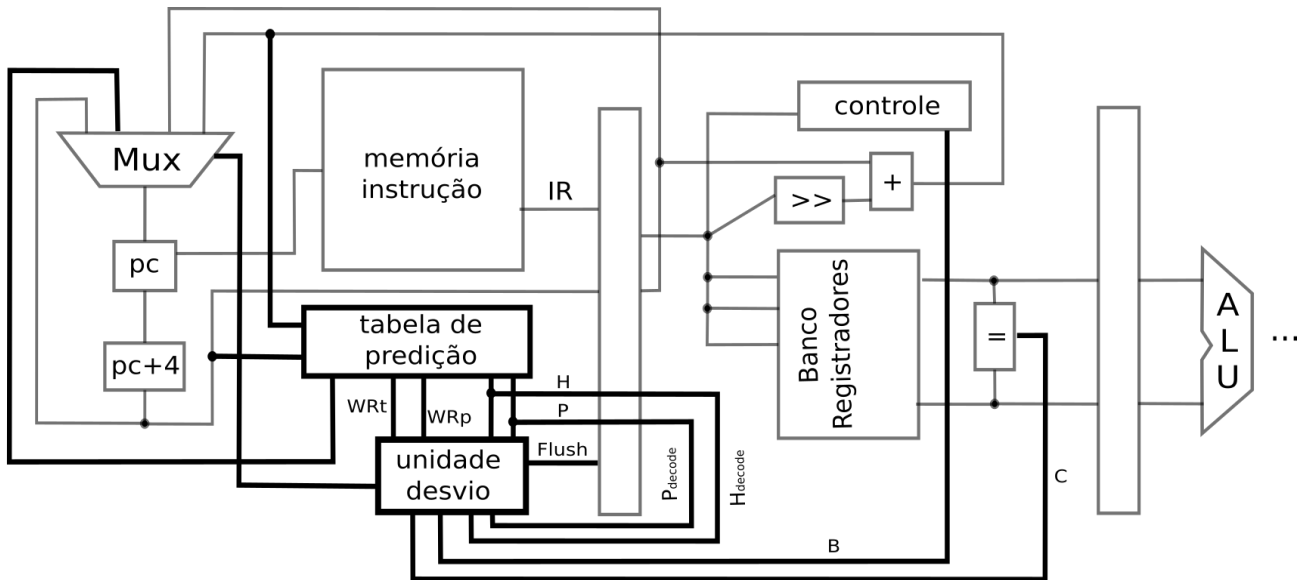 Mux
pc
pc+4
memória
instrução
IR
tabela de
predição
WRt
WRp
H
P
unidade
desvio
Flush
Pdecode
Hdecode
controle
>>
+
Banco
Registradores
=
C
B
A
L
U
...